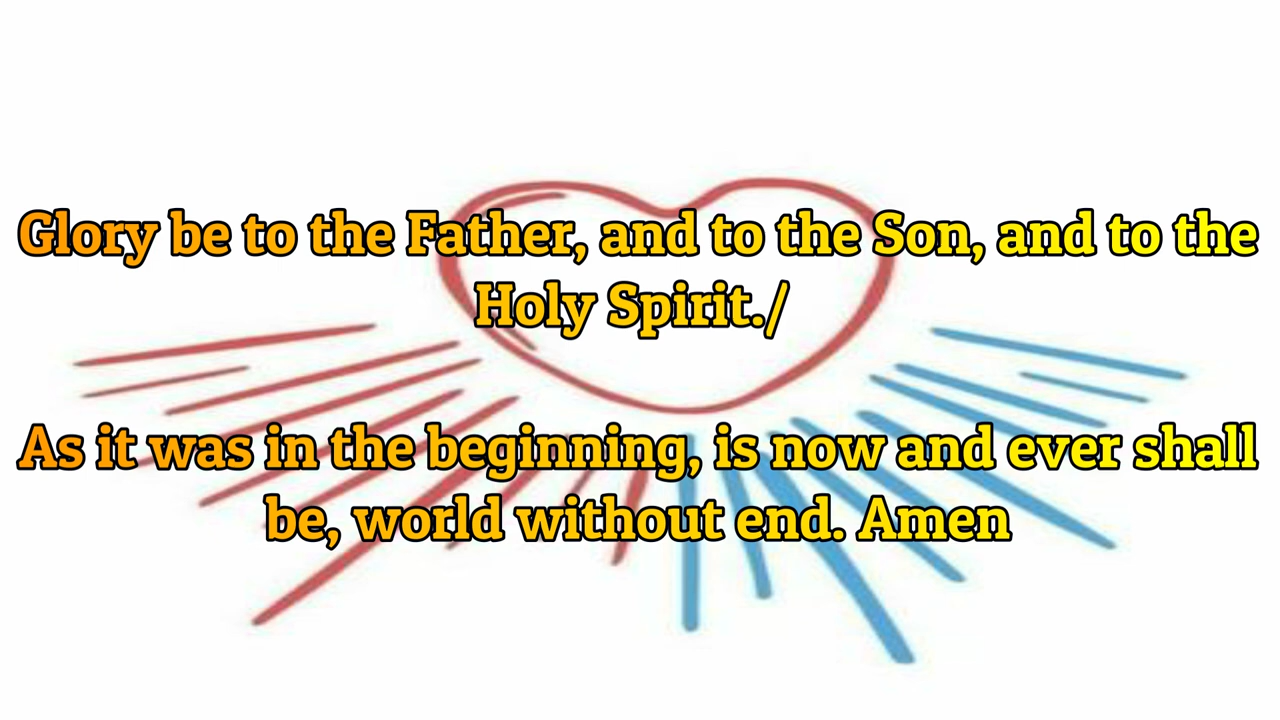 Glory be to the Father, and to the Son, and to the
Holy Spirit./
As it was in the beginning, is now and ever shall
be, world without end. Amen